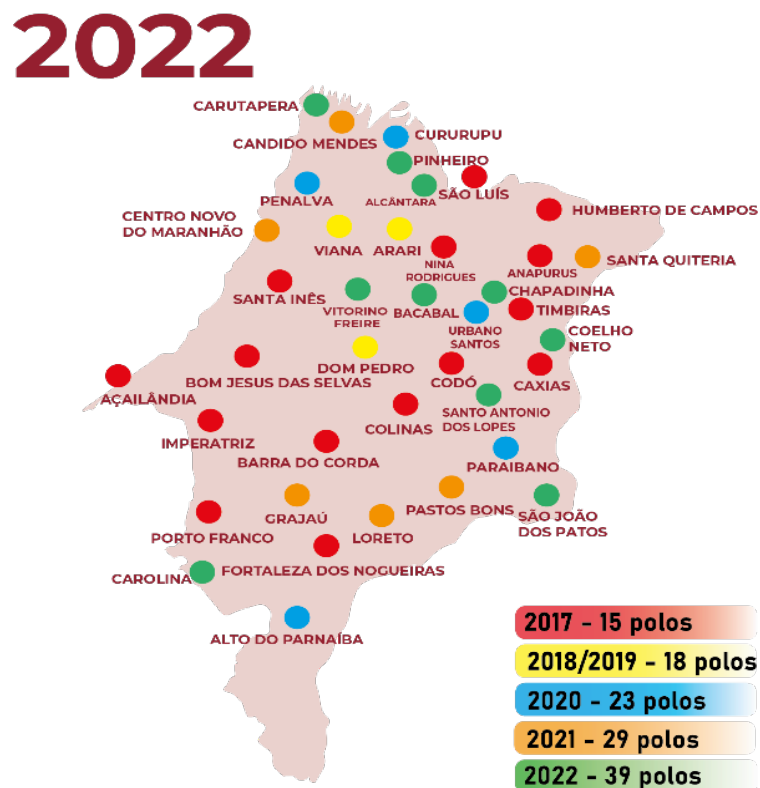 2022
CARUTAPERA
CANDIDO MENDES
CURURUPU
PINHEIRO
PENALVA
ALCÂNTARA
SÃO LUÍS
HUMBERTO DE CAMPOS
CENTRO NOVO
DO MARANHÃO
VIANA
ARARI
NINA
RODRIGUES
ANAPURUS
SANTA QUITERIA
SANTA INÊS
VITORINO
FREIRE
BACABAL
CHAPADINHA
TIMBIRAS
URBANO
SANTOS
COELHO
NETO
DOM PEDRO
BOM JESUS DAS SELVAS
CODÓ
CAXIAS
AÇAILÂNDIA
COLINAS
SANTO ANTONIO
DOS LOPES
IMPERATRIZ
BARRA DO CORDA
PARAIBANO
GRAJAÚ
PASTOS BONS
SÃO JOÃO
DOS PATOS
PORTO FRANCO
LORETO
CAROLINA
FORTALEZA DOS NOGUEIRAS
ALTO DO PARNAÍBA
2017 - 15 polos
2018/2019 - 18 polos
2020 - 23 polos
2021 - 29 polos
2022 - 39 polos